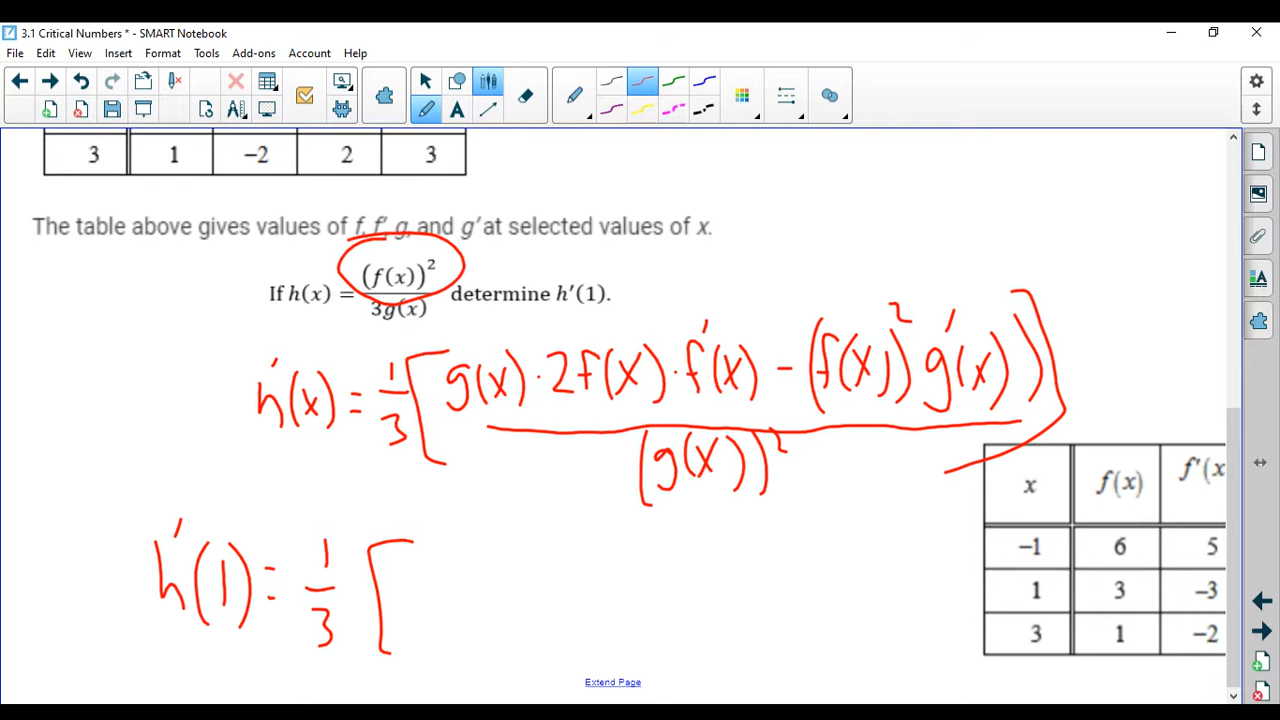 3.1 Critical Numbers * - SMART Notebook
File Edit View Insert Format Tools Add-ons Account Help
3 1 −2 2 3
The table above gives values of f, f′, g, and g′ at selected values of x.
If h(x) = (f(x))² / 3g(x) determine h′(1).
h′(x) = 1/3 [ g(x) · 2f(x) · f′(x) − (f(x))² g′(x)) / (g(x))² ]
x f(x) f′(x
−1 6 5
1 3 −3
3 1 −2
h′(1) = 1/3 [
Extend Page